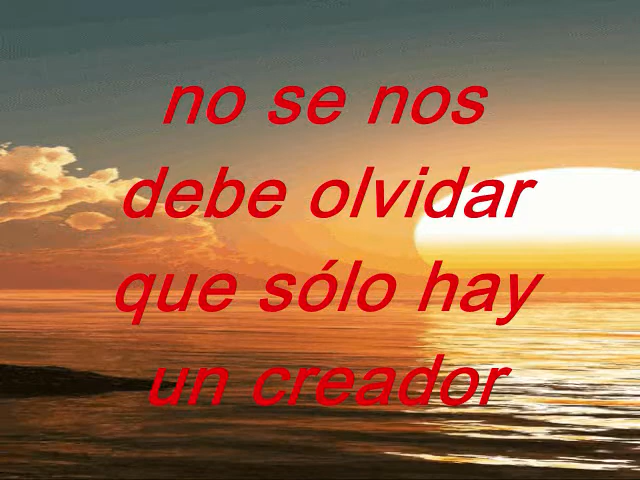 no se nos
debe olvidar
que sólo hay
un creador